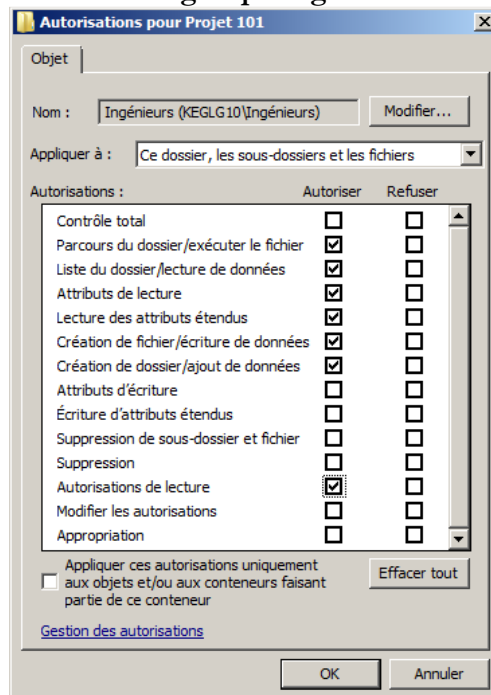 Autorisations pour Projet 101
Objet
Nom : Ingénieurs (KEGLG10\Ingénieurs) Modifier...
Appliquer à : Ce dossier, les sous-dossiers et les fichiers
Autorisations : Autoriser Refuser
Contrôle total
Parcours du dossier/exécuter le fichier
Liste du dossier/lecture de données
Attributs de lecture
Lecture des attributs étendus
Création de fichier/écriture de données
Création de dossier/ajout de données
Attributs d'écriture
Écriture d'attributs étendus
Suppression de sous-dossier et fichier
Suppression
Autorisations de lecture
Modifier les autorisations
Appropriation
Appliquer ces autorisations uniquement
aux objets et/ou aux conteneurs faisant
partie de ce conteneur
Effacer tout
Gestion des autorisations
OK Annuler